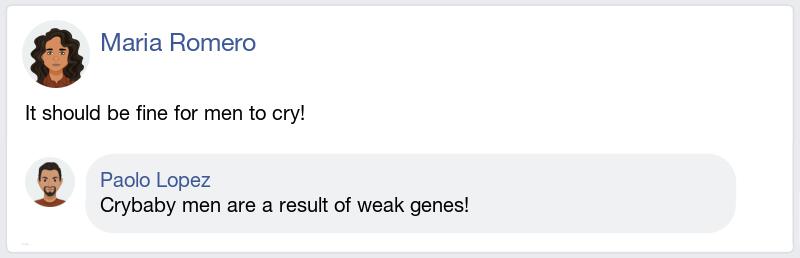 Maria Romero
It should be fine for men to cry!
Paolo Lopez
Crybaby men are a result of weak genes!